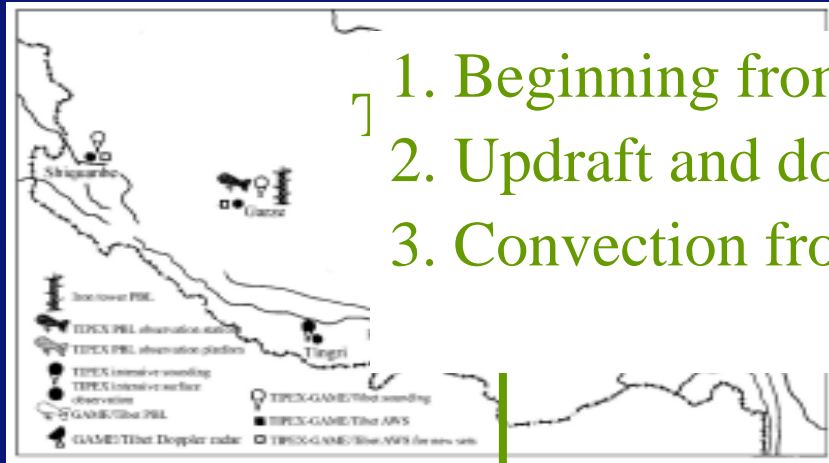 T
1. Beginning from
2. Updraft and do
3. Convection fro
Shiquanhe
Gaeze
Tingri
Iron tower PBL
TIPEX PBL observation station
TIPEX PBL observation platform
TIPEX intensive sounding
TIPEX intensive surface
observation
GAME/Tibet PBL
GAME/Tibet Doppler radar
TIPEX-GAME/Tibet sounding
TIPEX-GAME/Tibet AWS
TIPEX-GAME/Tibet AWS for new sets